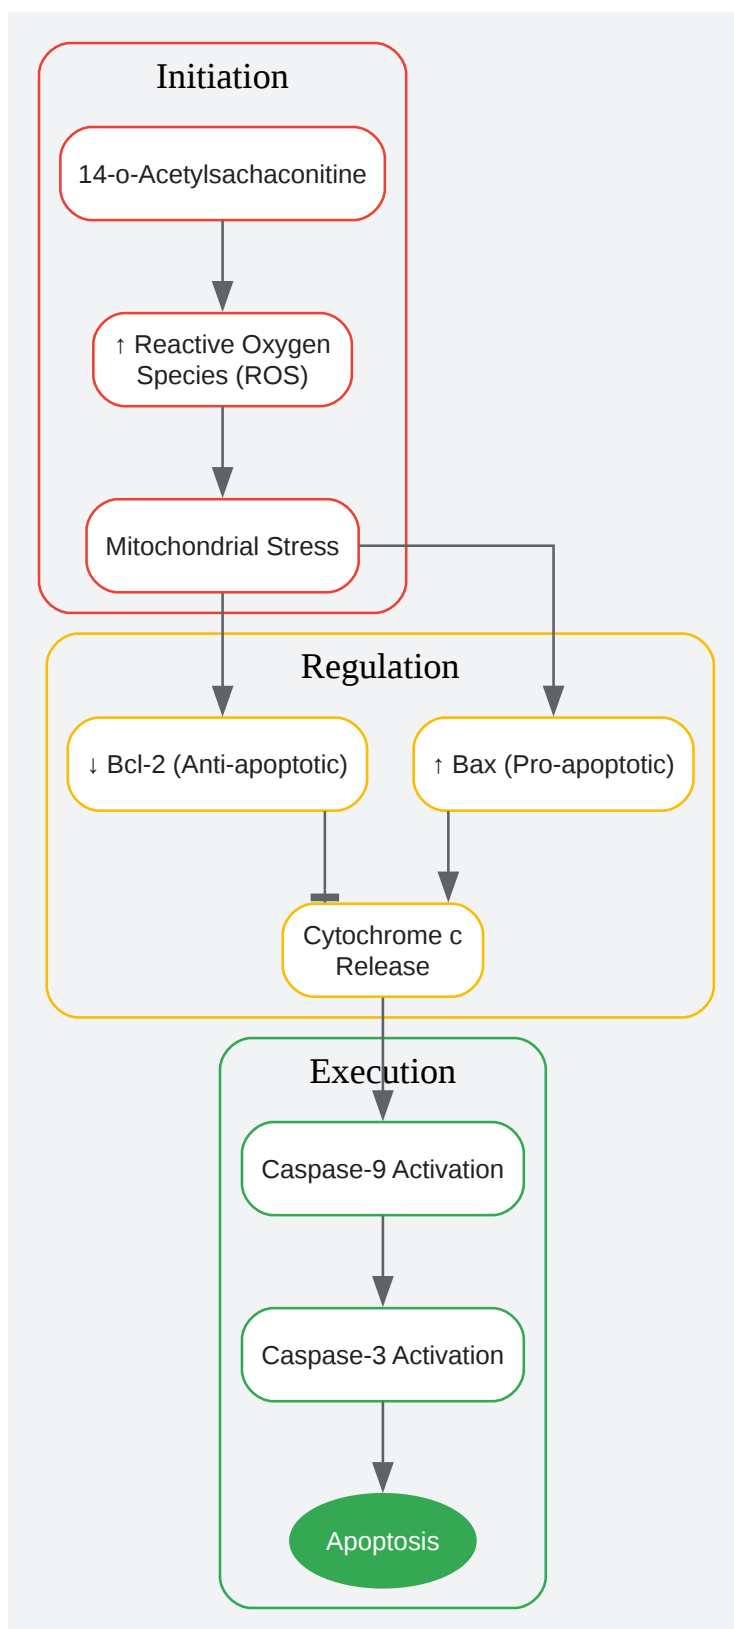 Initiation
14-o-Acetylsachaconitine
↑ Reactive Oxygen
Species (ROS)
Mitochondrial Stress
Regulation
↓ Bcl-2 (Anti-apoptotic)
↑ Bax (Pro-apoptotic)
Cytochrome c
Release
Execution
Caspase-9 Activation
Caspase-3 Activation
Apoptosis